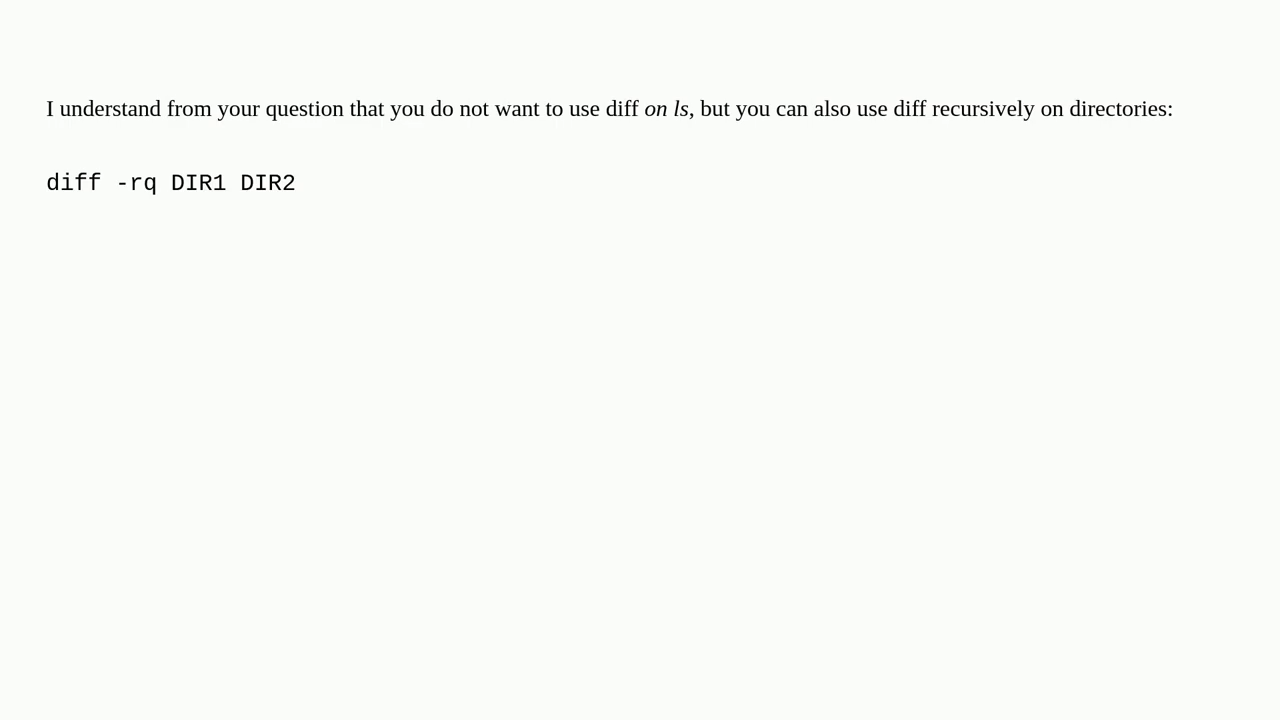 I understand from your question that you do not want to use diff on ls, but you can also use diff recursively on directories:
diff -rq DIR1 DIR2